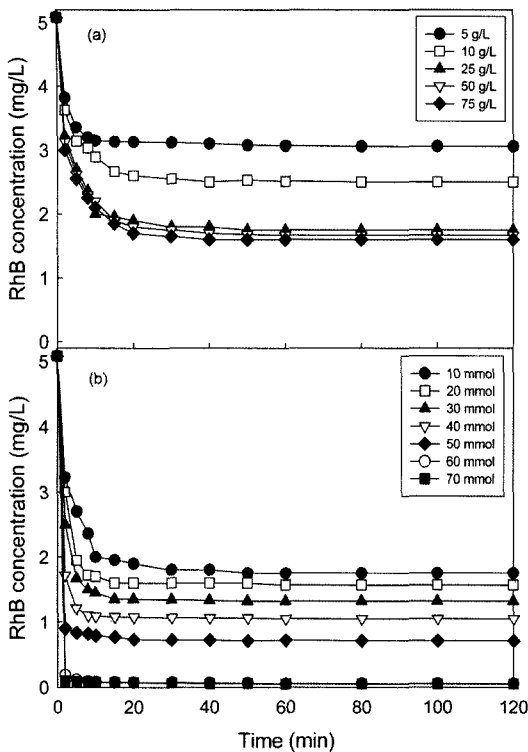 (a)
5 g/L
10 g/L
25 g/L
50 g/L
75 g/L
RhB concentration (mg/L)
5
4
3
2
1
0
(b)
10 mmol
20 mmol
30 mmol
40 mmol
50 mmol
60 mmol
70 mmol
RhB concentration (mg/L)
5
4
3
2
1
0
0 20 40 60 80 100 120
Time (min)